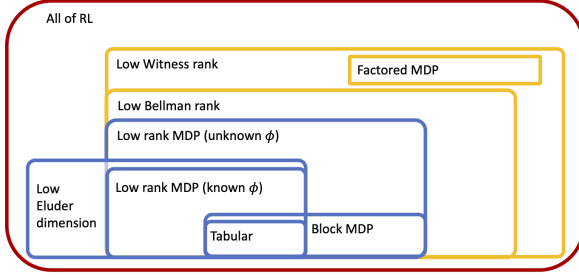 All of RL
Low Witness rank
Factored MDP
Low Bellman rank
Low rank MDP (unknown ϕ)
Low
Eluder
dimension
Low rank MDP (known ϕ)
Tabular
Block MDP